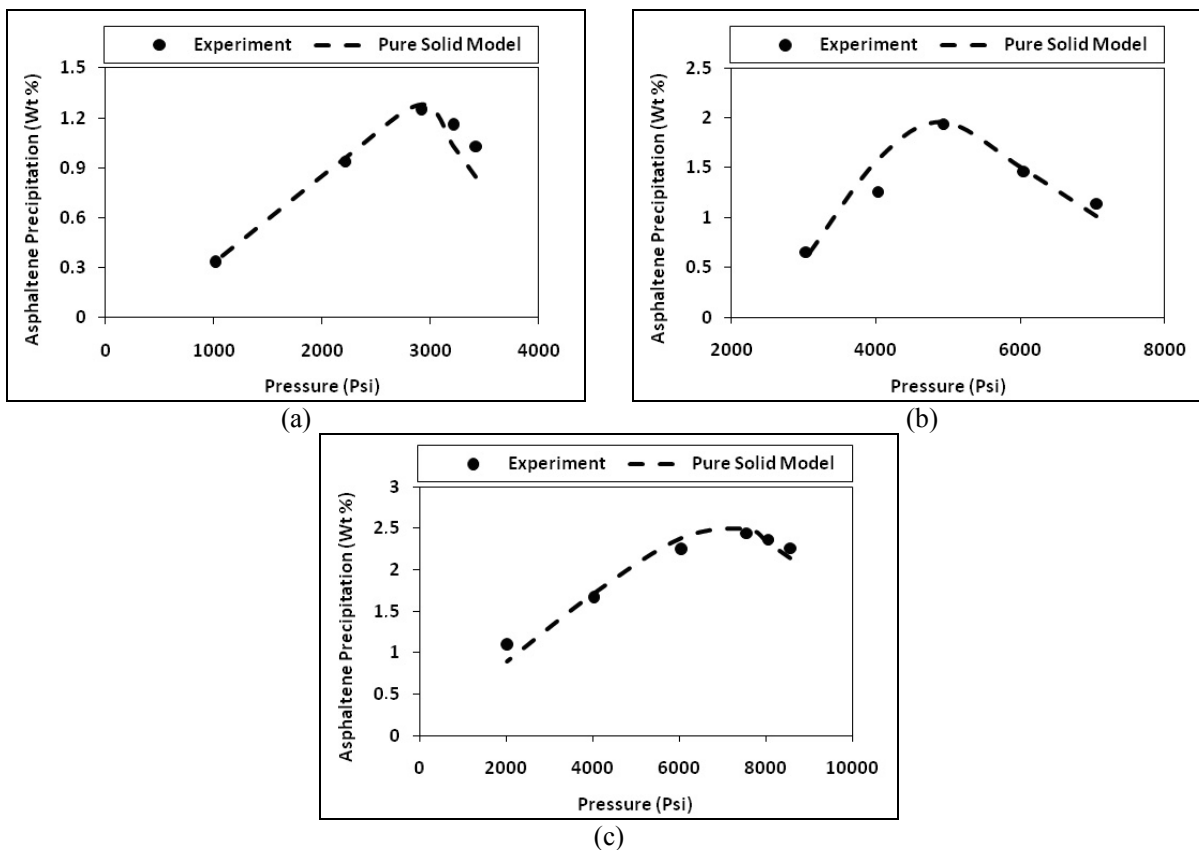 Experiment Pure Solid Model
Asphaltene Precipitation (Wt %)
1.5
1.2
0.9
0.6
0.3
0
0 1000 2000 3000 4000
Pressure (Psi)
(a)
Experiment Pure Solid Model
Asphaltene Precipitation (Wt %)
2.5
2
1.5
1
0.5
0
2000 4000 6000 8000
Pressure (Psi)
(b)
Experiment Pure Solid Model
Asphaltene Precipitation (Wt %)
3
2.5
2
1.5
1
0.5
0
0 2000 4000 6000 8000 10000
Pressure (Psi)
(c)